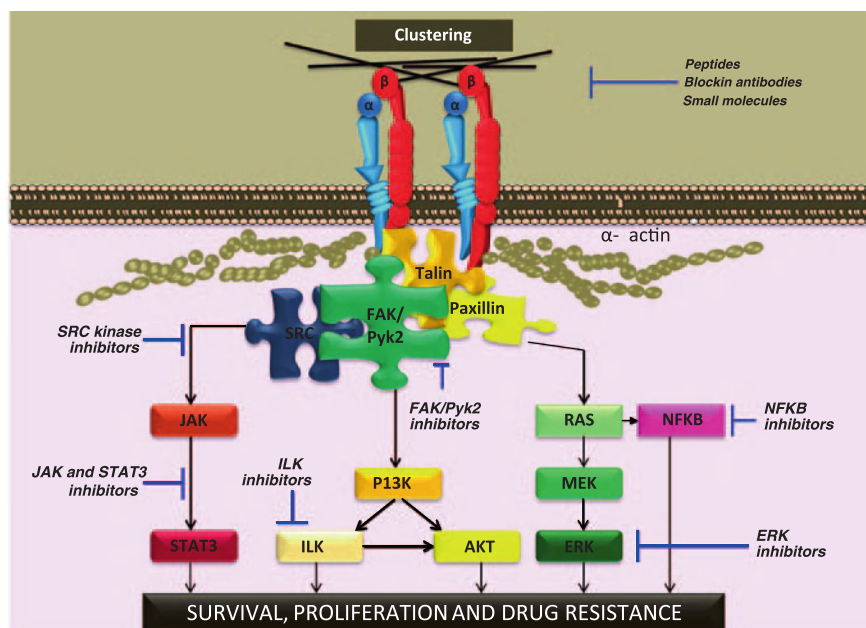 Clustering
Peptides
Blockin antibodies
Small molecules
β
β
α
α
α- actin
Talin
Paxillin
FAK/
Pyk2
SRC
SRC kinase
inhibitors
FAK/Pyk2
inhibitors
JAK
RAS
NFKB
NFKB
inhibitors
JAK and STAT3
inhibitors
ILK
inhibitors
P13K
MEK
STAT3
ILK
AKT
ERK
ERK
inhibitors
SURVIVAL, PROLIFERATION AND DRUG RESISTANCE